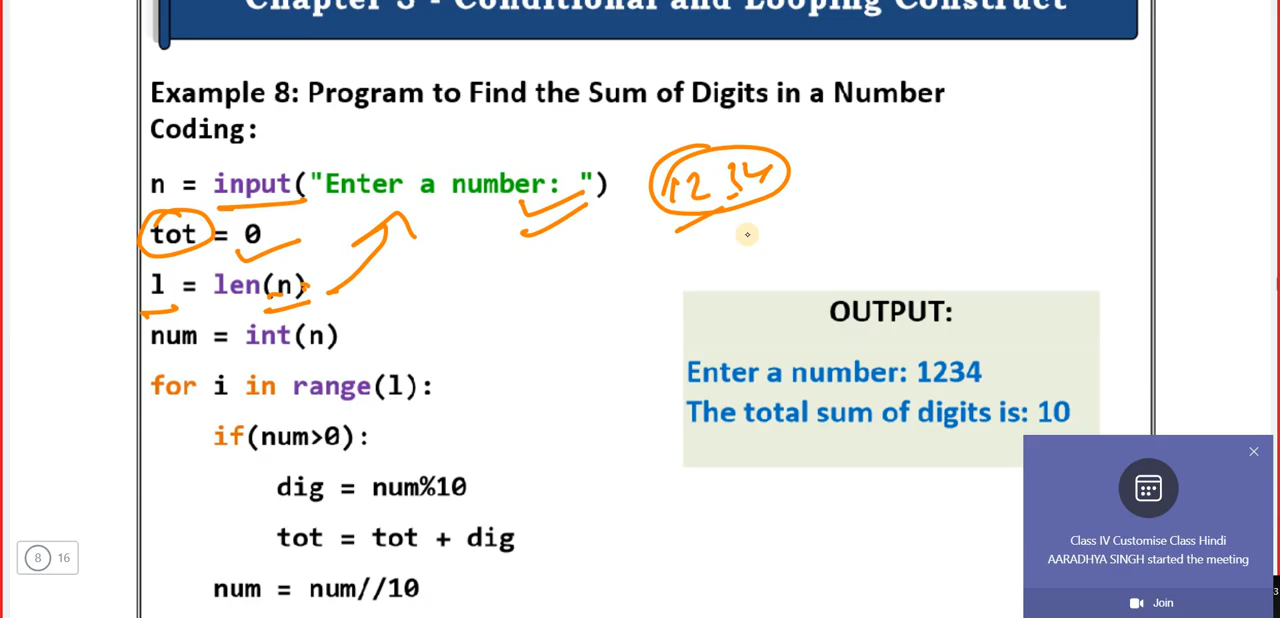 Chapter 3 - Conditional and Looping Construct
Example 8: Program to Find the Sum of Digits in a Number
Coding:
n = input("Enter a number: ")
1234
tot = 0
l = len(n)
num = int(n)
for i in range(l):
if(num>0):
dig = num%10
tot = tot + dig
num = num//10
OUTPUT:
Enter a number: 1234
The total sum of digits is: 10
Class IV Customise Class Hindi
AARADHYA SINGH started the meeting
Join
8 16
3